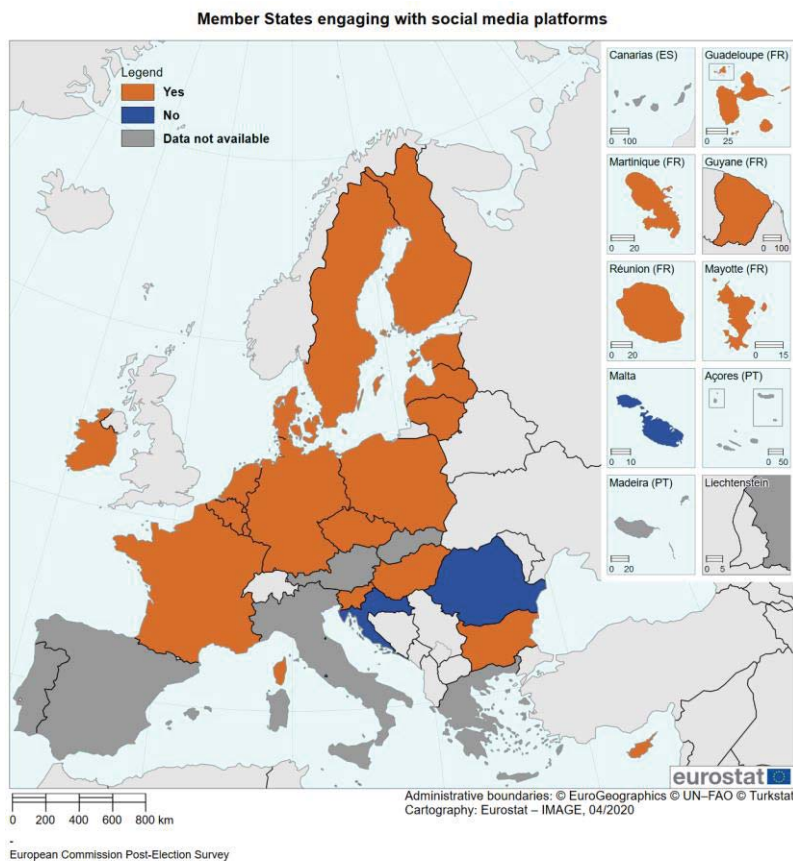 Member States engaging with social media platforms
Legend
Yes
No
Data not available
Canarias (ES)
0 100
Guadeloupe (FR)
0 25
Martinique (FR)
0 20
Guyane (FR)
0 100
Réunion (FR)
0 20
Mayotte (FR)
0 15
Malta
0 10
Açores (PT)
0 50
Madeira (PT)
0 20
Liechtenstein
0 5
eurostat
Administrative boundaries: © EuroGeographics © UN–FAO © Turkstat
Cartography: Eurostat – IMAGE, 04/2020
0 200 400 600 800 km
-
European Commission Post-Election Survey